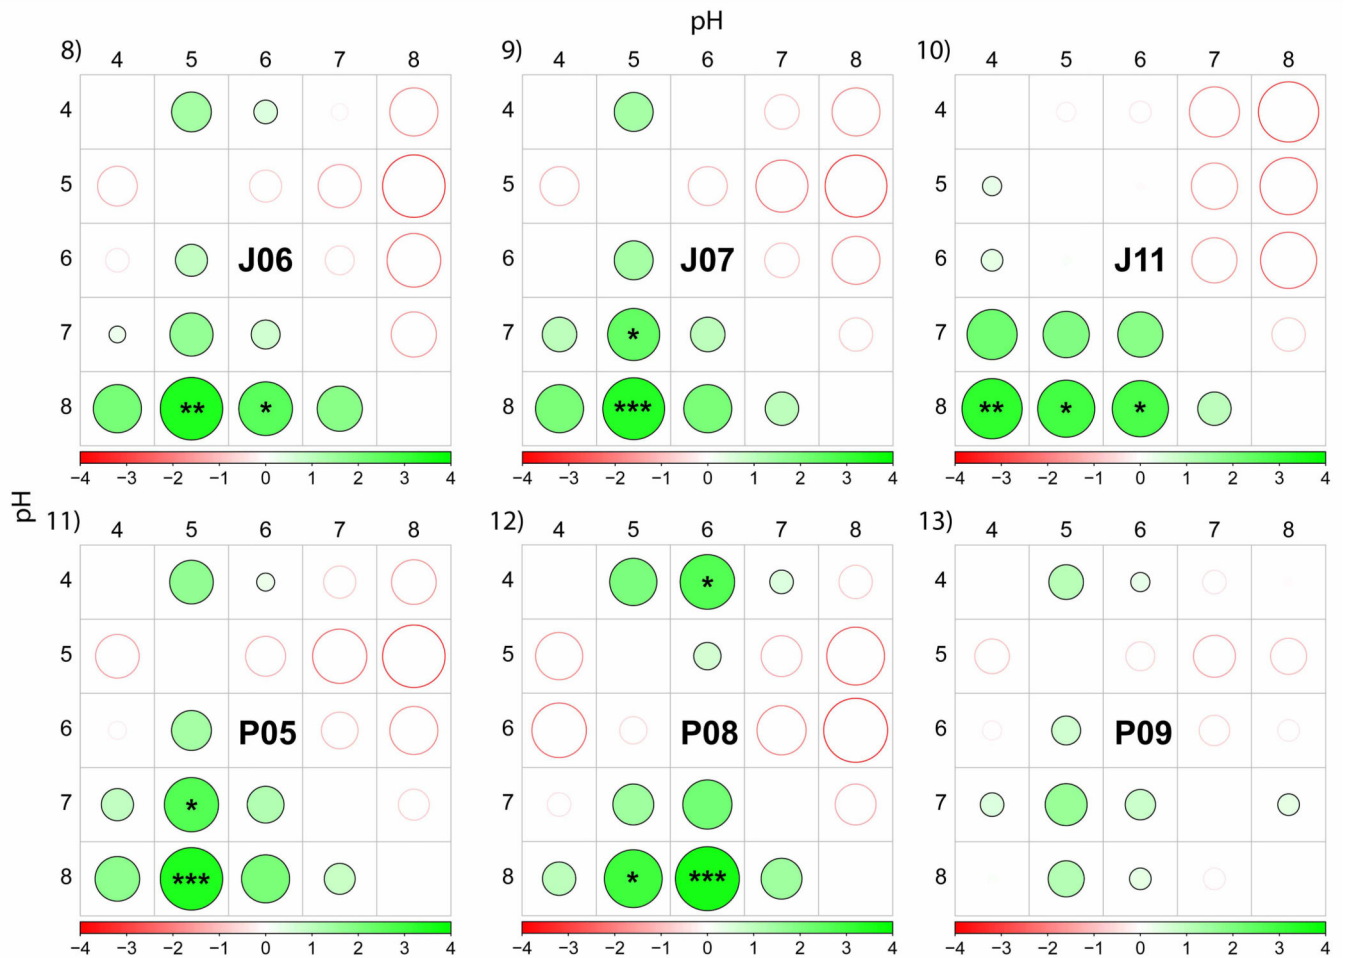 pH
8) 9) 10)
4 5 6 7 8 4 5 6 7 8 4 5 6 7 8
4 4 4
5 5 5
6 J06 6 J07 6 J11
7 7 * 7
8 ** * 8 *** 8 ** * *
−4 −3 −2 −1 0 1 2 3 4 −4 −3 −2 −1 0 1 2 3 4 −4 −3 −2 −1 0 1 2 3 4
pH
11) 12) 13)
4 5 6 7 8 4 5 6 7 8 4 5 6 7 8
4 4 * 4
5 5 5
6 P05 6 P08 6 P09
7 * 7 7
8 *** 8 * *** 8
−4 −3 −2 −1 0 1 2 3 4 −4 −3 −2 −1 0 1 2 3 4 −4 −3 −2 −1 0 1 2 3 4